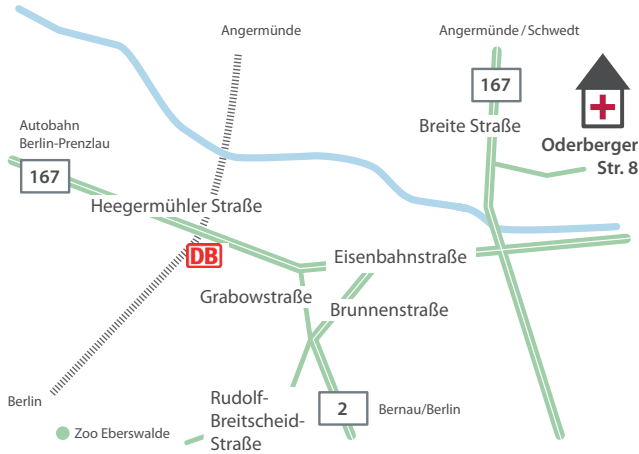 Angermünde
Angermünde/Schwedt
167
Breite Straße
Oderberger
Str. 8
Autobahn
Berlin-Prenzlau
167
Heegermühler Straße
DB
Eisenbahnstraße
Grabowstraße
Brunnenstraße
Berlin
Rudolf-
Breitscheid-
Straße
2
Bernau/Berlin
Zoo Eberswalde